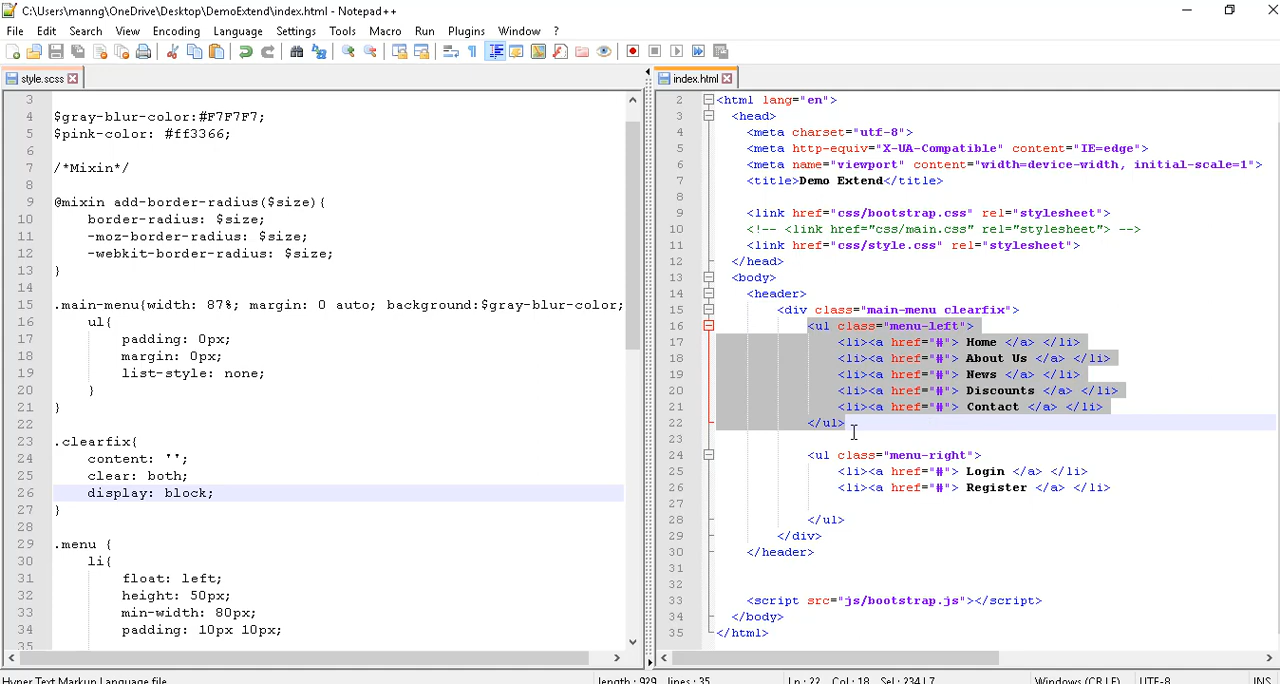 C:\Users\manng\OneDrive\Desktop\DemoExtend\index.html - Notepad++
File Edit Search View Encoding Language Settings Tools Macro Run Plugins Window ?
style.scss
3
4 $gray-blur-color:#F7F7F7;
5 $pink-color: #ff3366;
6
7 /*Mixin*/
8
9 @mixin add-border-radius($size){
10 border-radius: $size;
11 -moz-border-radius: $size;
12 -webkit-border-radius: $size;
13 }
14
15 .main-menu{width: 87%; margin: 0 auto; background:$gray-blur-color;
16 ul{
17 padding: 0px;
18 margin: 0px;
19 list-style: none;
20 }
21 }
22
23 .clearfix{
24 content: '';
25 clear: both;
26 display: block;
27 }
28
29 .menu {
30 li{
31 float: left;
32 height: 50px;
33 min-width: 80px;
34 padding: 10px 10px;
35
index.html
2 <html lang="en">
3 <head>
4 <meta charset="utf-8">
5 <meta http-equiv="X-UA-Compatible" content="IE=edge">
6 <meta name="viewport" content="width=device-width, initial-scale=1">
7 <title>Demo Extend</title>
8
9 <link href="css/bootstrap.css" rel="stylesheet">
10 <!-- <link href="css/main.css" rel="stylesheet"> -->
11 <link href="css/style.css" rel="stylesheet">
12 </head>
13 <body>
14 <header>
15 <div class="main-menu clearfix">
16 <ul class="menu-left">
17 <li><a href="#"> Home </a> </li>
18 <li><a href="#"> About Us </a> </li>
19 <li><a href="#"> News </a> </li>
20 <li><a href="#"> Discounts </a> </li>
21 <li><a href="#"> Contact </a> </li>
22 </ul>
23
24 <ul class="menu-right">
25 <li><a href="#"> Login </a> </li>
26 <li><a href="#"> Register </a> </li>
27
28 </ul>
29 </div>
30 </header>
31
32
33 <script src="js/bootstrap.js"></script>
34 </body>
35 </html>
Hyper Text Markup Language file length : 929 lines : 35 Ln : 22 Col : 18 Sel : 234 | 7 Windows (CR LF) UTF-8 INS